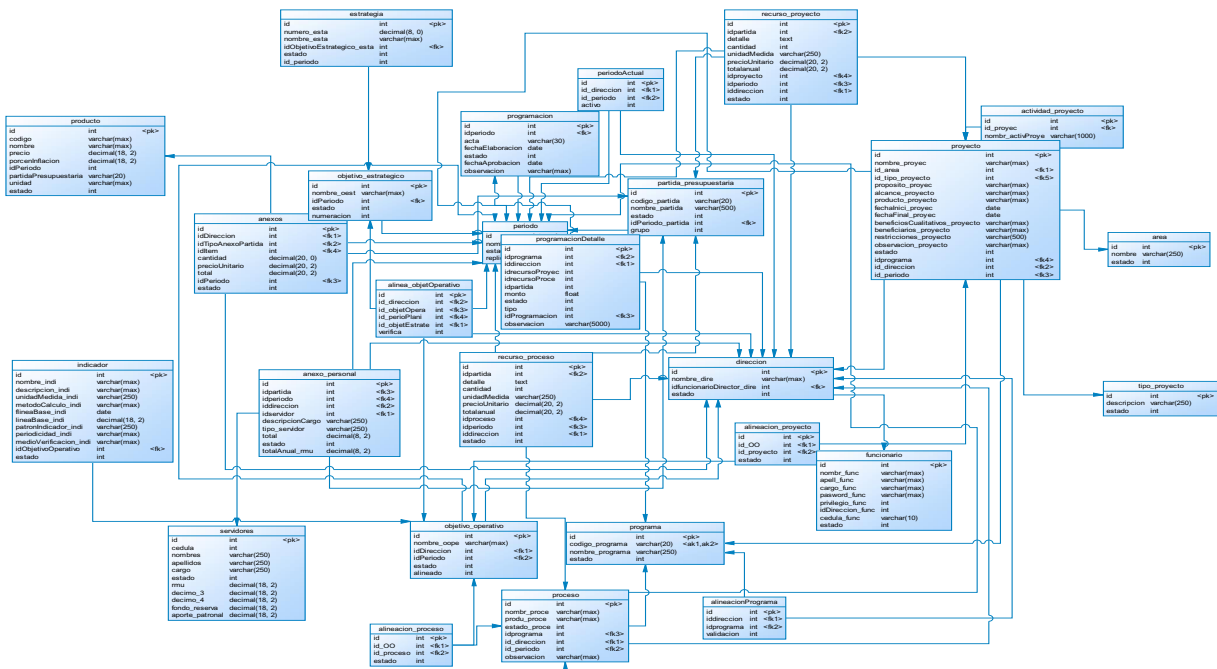 estrategia
id int <pk>
numero_esta decimal(8, 0)
nombre_esta varchar(max)
idObjetivoEstrategico_esta int <fk>
estado int
id_periodo int
recurso_proyecto
id int <pk>
idpartida int <fk2>
detalle text
cantidad int
unidadMedida varchar(250)
precioUnitario decimal(20, 2)
totalanual decimal(20, 2)
idproyecto int <fk4>
idperiodo int <fk3>
iddireccion int <fk1>
estado int
periodoActual
id int <pk>
id_direccion int <fk1>
id_periodo int <fk2>
activo int
producto
id int <pk>
codigo varchar(max)
nombre varchar(max)
precio decimal(18, 2)
porcenInflacion decimal(18, 2)
idPeriodo int
partidaPresupuestaria varchar(20)
unidad varchar(max)
estado int
programacion
id int <pk>
idperiodo int <fk>
acta varchar(30)
fechaElaboracion date
estado int
fechaAprobacion date
observacion varchar(max)
actividad_proyecto
id int <pk>
id_proyec int <fk>
nombr_activProye varchar(1000)
proyecto
id int <pk>
nombre_proyec varchar(max)
id_area int <fk1>
id_tipo_proyecto int <fk5>
proposito_proyec varchar(max)
alcance_proyecto varchar(max)
producto_proyecto varchar(max)
fechaInici_proyec date
fechaFinal_proyec date
beneficiosCualitativos_proyecto varchar(max)
beneficiarios_proyecto varchar(max)
restricciones_proyecto varchar(500)
observacion_proyecto varchar(max)
estado int
idprograma int <fk4>
id_direccion int <fk2>
id_periodo int <fk3>
objetivo_estrategico
id int <pk>
nombre_oest varchar(max)
idPeriodo int <fk>
estado int
numeracion int
partida_presupuestaria
id int <pk>
codigo_partida varchar(20)
nombre_partida varchar(500)
estado int
idPeriodo_partida int <fk>
grupo int
anexos
id int <pk>
idDireccion int <fk1>
idTipoAnexoPartida int <fk2>
idItem int <fk4>
cantidad decimal(20, 0)
precioUnitario decimal(20, 2)
total decimal(20, 2)
idPeriodo int <fk3>
estado int
periodo
id
programacionDetalle
id int <pk>
idprograma int <fk2>
iddireccion int <fk1>
idrecursoProyec int
idrecursoProce int
idpartida int
monto float
estado int
tipo int
idProgramacion int <fk3>
observacion varchar(5000)
area
id int <pk>
nombre varchar(250)
estado int
alinea_objetOperativo
id int <pk>
id_direccion int <fk2>
id_objetOpera int <fk3>
id_perioPlani int <fk4>
id_objetEstrate int <fk1>
verifica int
indicador
id int <pk>
nombre_indi varchar(max)
descripcion_indi varchar(max)
unidadMedida_indi varchar(250)
metodoCalculo_indi varchar(max)
flineaBase_indi date
lineaBase_indi decimal(18, 2)
patronIndicador_indi varchar(250)
periodicidad_indi varchar(max)
medioVerificacion_indi varchar(max)
idObjetivoOperativo int <fk>
estado int
anexo_personal
id int <pk>
idpartida int <fk3>
idperiodo int <fk4>
iddireccion int <fk2>
idservidor int <fk1>
descripcionCargo varchar(250)
tipo_servidor varchar(250)
total decimal(8, 2)
estado int
totalAnual_rmu decimal(8, 2)
recurso_proceso
id int <pk>
idpartida int <fk2>
detalle text
cantidad int
unidadMedida varchar(250)
precioUnitario decimal(20, 2)
totalanual decimal(20, 2)
idproceso int <fk4>
idperiodo int <fk3>
iddireccion int <fk1>
estado int
direccion
id int <pk>
nombre_dire varchar(max)
idfuncionarioDirector_dire int <fk>
estado int
tipo_proyecto
id int <pk>
descripcion varchar(250)
estado int
alineacion_proyecto
id int <pk>
id_OO int <fk1>
id_proyecto int <fk2>
estado int
funcionario
id int <pk>
nombr_func varchar(max)
apell_func varchar(max)
cargo_func varchar(max)
pasword_func varchar(max)
privilegio_func int
idDireccion_func int
cedula_func varchar(10)
estado int
servidores
id int <pk>
cedula int
nombres varchar(250)
apellidos varchar(250)
cargo varchar(250)
estado int
rmu decimal(18, 2)
decimo_3 decimal(18, 2)
decimo_4 decimal(18, 2)
fondo_reserva decimal(18, 2)
aporte_patronal decimal(18, 2)
objetivo_operativo
id int <pk>
nombre_oope varchar(max)
idDireccion int <fk1>
idPeriodo int <fk2>
estado int
alineado int
programa
id int <pk>
codigo_programa varchar(20) <ak1,ak2>
nombre_programa varchar(250)
estado int
proceso
id int <pk>
nombr_proce varchar(max)
produ_proce varchar(max)
estado_proce int
idprograma int <fk3>
id_direccion int <fk1>
id_periodo int <fk2>
observacion varchar(max)
alineacionPrograma
id int <pk>
iddireccion int <fk1>
idprograma int <fk2>
validacion int
alineacion_proceso
id int <pk>
id_OO int <fk1>
id_proceso int <fk2>
estado int